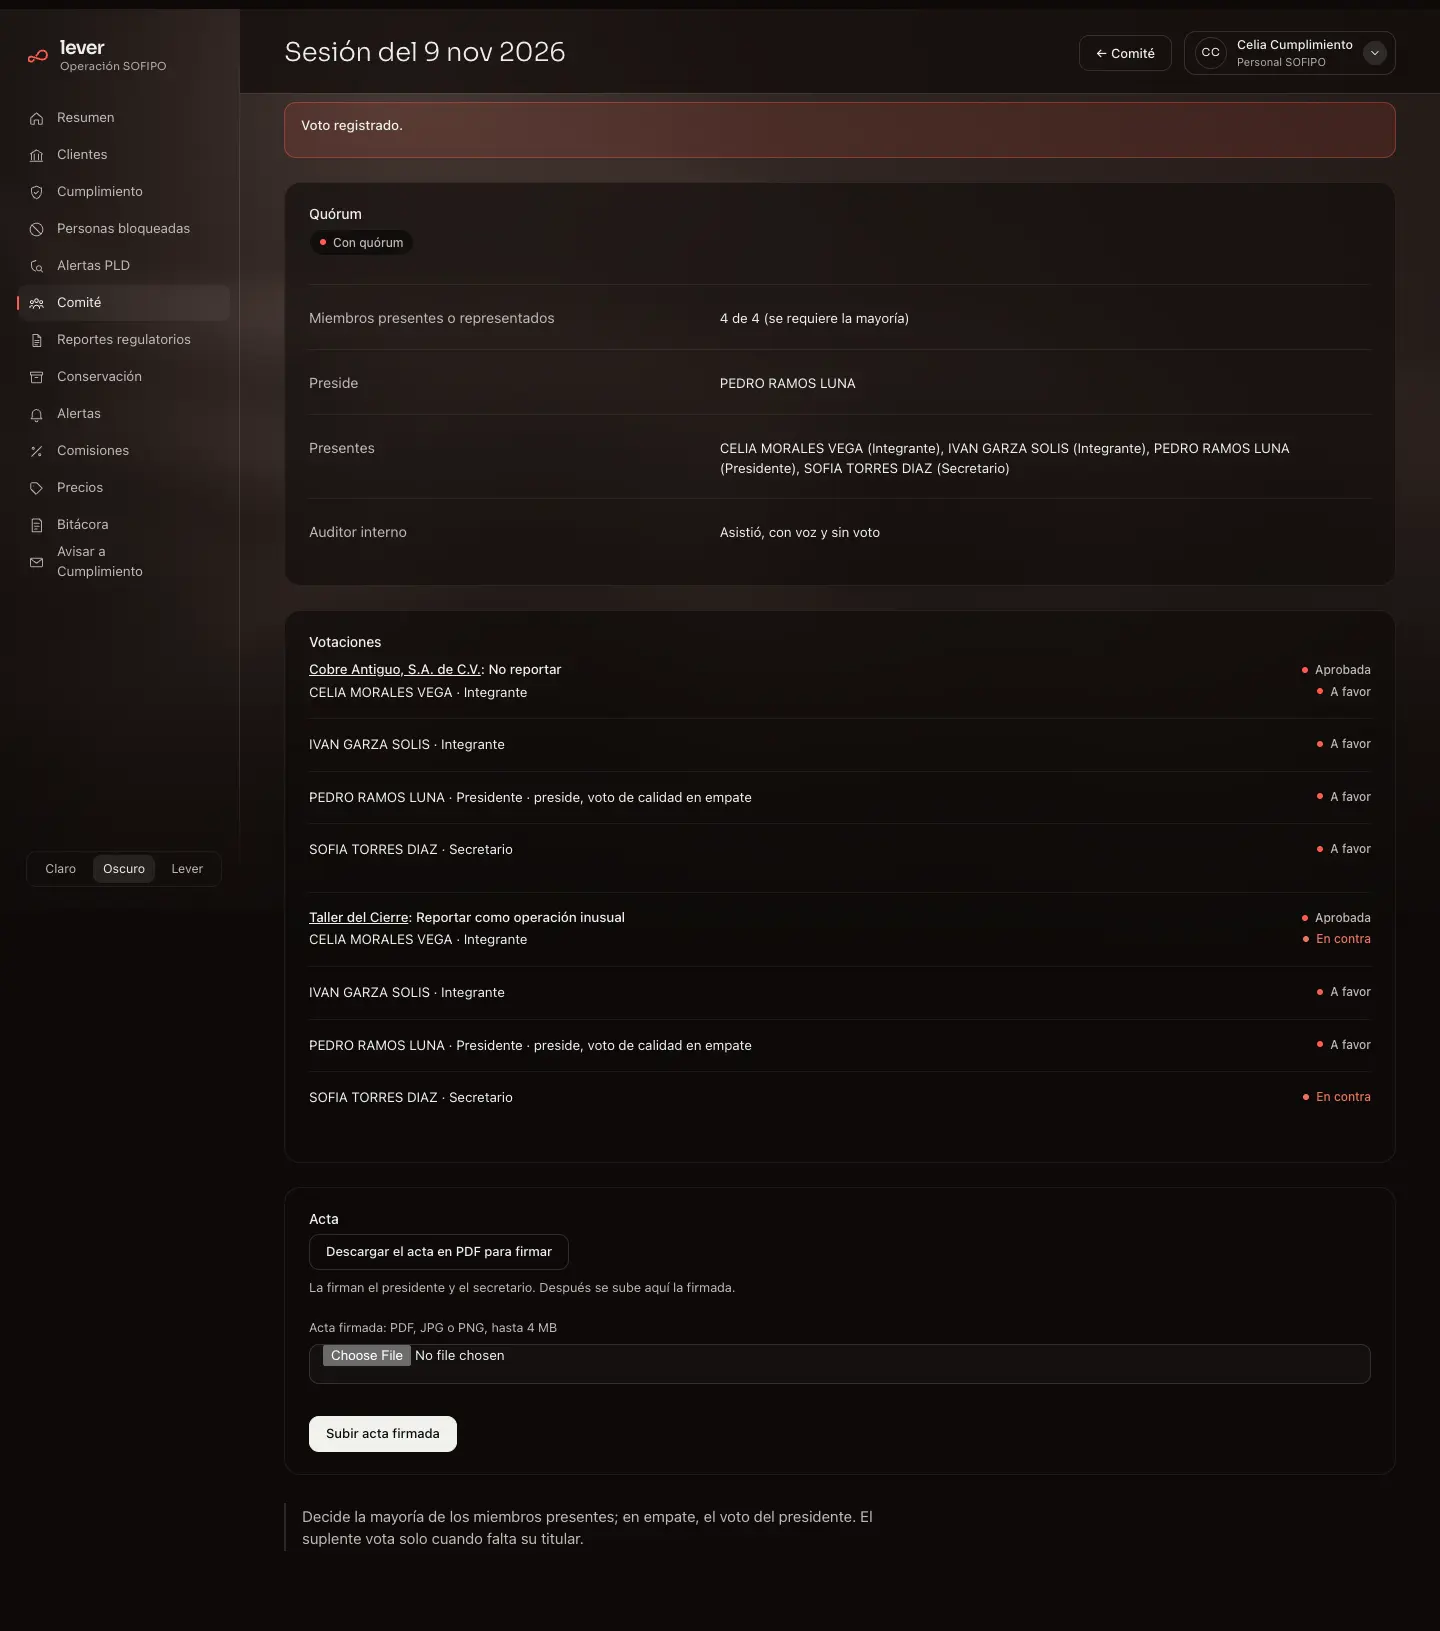 lever
Operación SOFIPO
Resumen
Clientes
Cumplimiento
Personas bloqueadas
Alertas PLD
Comité
Reportes regulatorios
Conservación
Alertas
Comisiones
Precios
Bitácora
Avisar a
Cumplimiento
Claro Oscuro Lever
Sesión del 9 nov 2026
← Comité
CC
Celia Cumplimiento
Personal SOFIPO
Voto registrado.
Quórum
Con quórum
Miembros presentes o representados 4 de 4 (se requiere la mayoría)
Preside PEDRO RAMOS LUNA
Presentes CELIA MORALES VEGA (Integrante), IVAN GARZA SOLIS (Integrante), PEDRO RAMOS LUNA
(Presidente), SOFIA TORRES DIAZ (Secretario)
Auditor interno Asistió, con voz y sin voto
Votaciones
Cobre Antiguo, S.A. de C.V.: No reportar Aprobada
CELIA MORALES VEGA · Integrante A favor
IVAN GARZA SOLIS · Integrante A favor
PEDRO RAMOS LUNA · Presidente · preside, voto de calidad en empate A favor
SOFIA TORRES DIAZ · Secretario A favor
Taller del Cierre: Reportar como operación inusual Aprobada
CELIA MORALES VEGA · Integrante En contra
IVAN GARZA SOLIS · Integrante A favor
PEDRO RAMOS LUNA · Presidente · preside, voto de calidad en empate A favor
SOFIA TORRES DIAZ · Secretario En contra
Acta
Descargar el acta en PDF para firmar
La firman el presidente y el secretario. Después se sube aquí la firmada.
Acta firmada: PDF, JPG o PNG, hasta 4 MB
Choose File No file chosen
Subir acta firmada
Decide la mayoría de los miembros presentes; en empate, el voto del presidente. El
suplente vota solo cuando falta su titular.